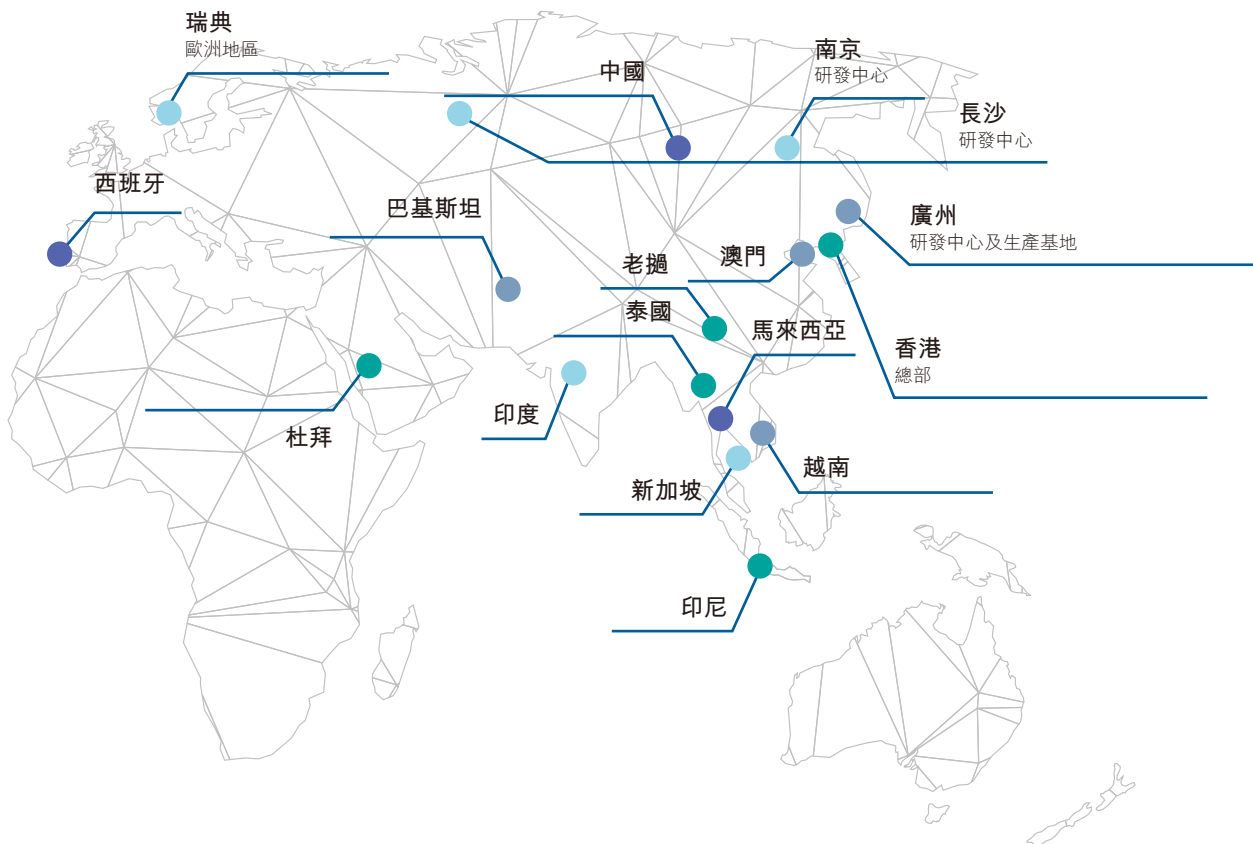 瑞典
歐洲地區
中國
南京
研發中心
長沙
研發中心
西班牙
巴基斯坦
廣州
研發中心及生產基地
老撾
澳門
泰國
馬來西亞
香港
總部
印度
杜拜
越南
新加坡
印尼